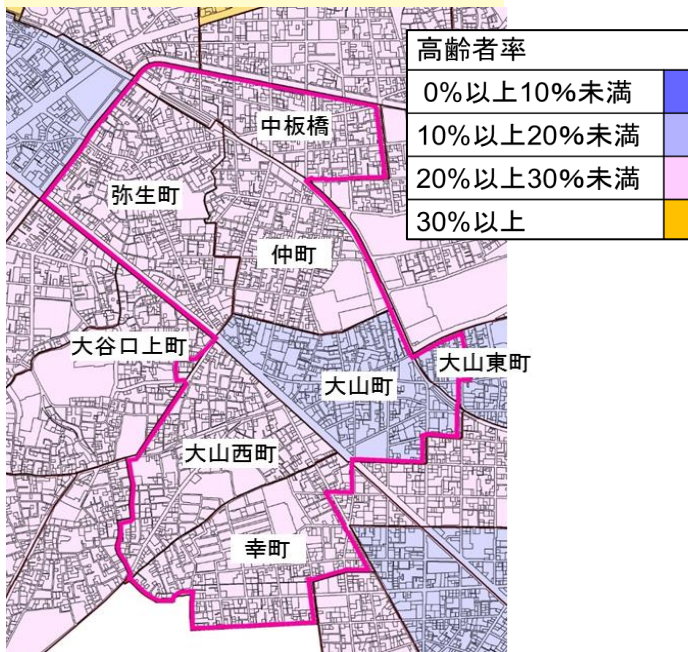 高齢者率
0%以上10%未満
10%以上20%未満
20%以上30%未満
30%以上
中板橋
弥生町
仲町
大谷口上町
大山町
大山東町
大山西町
幸町